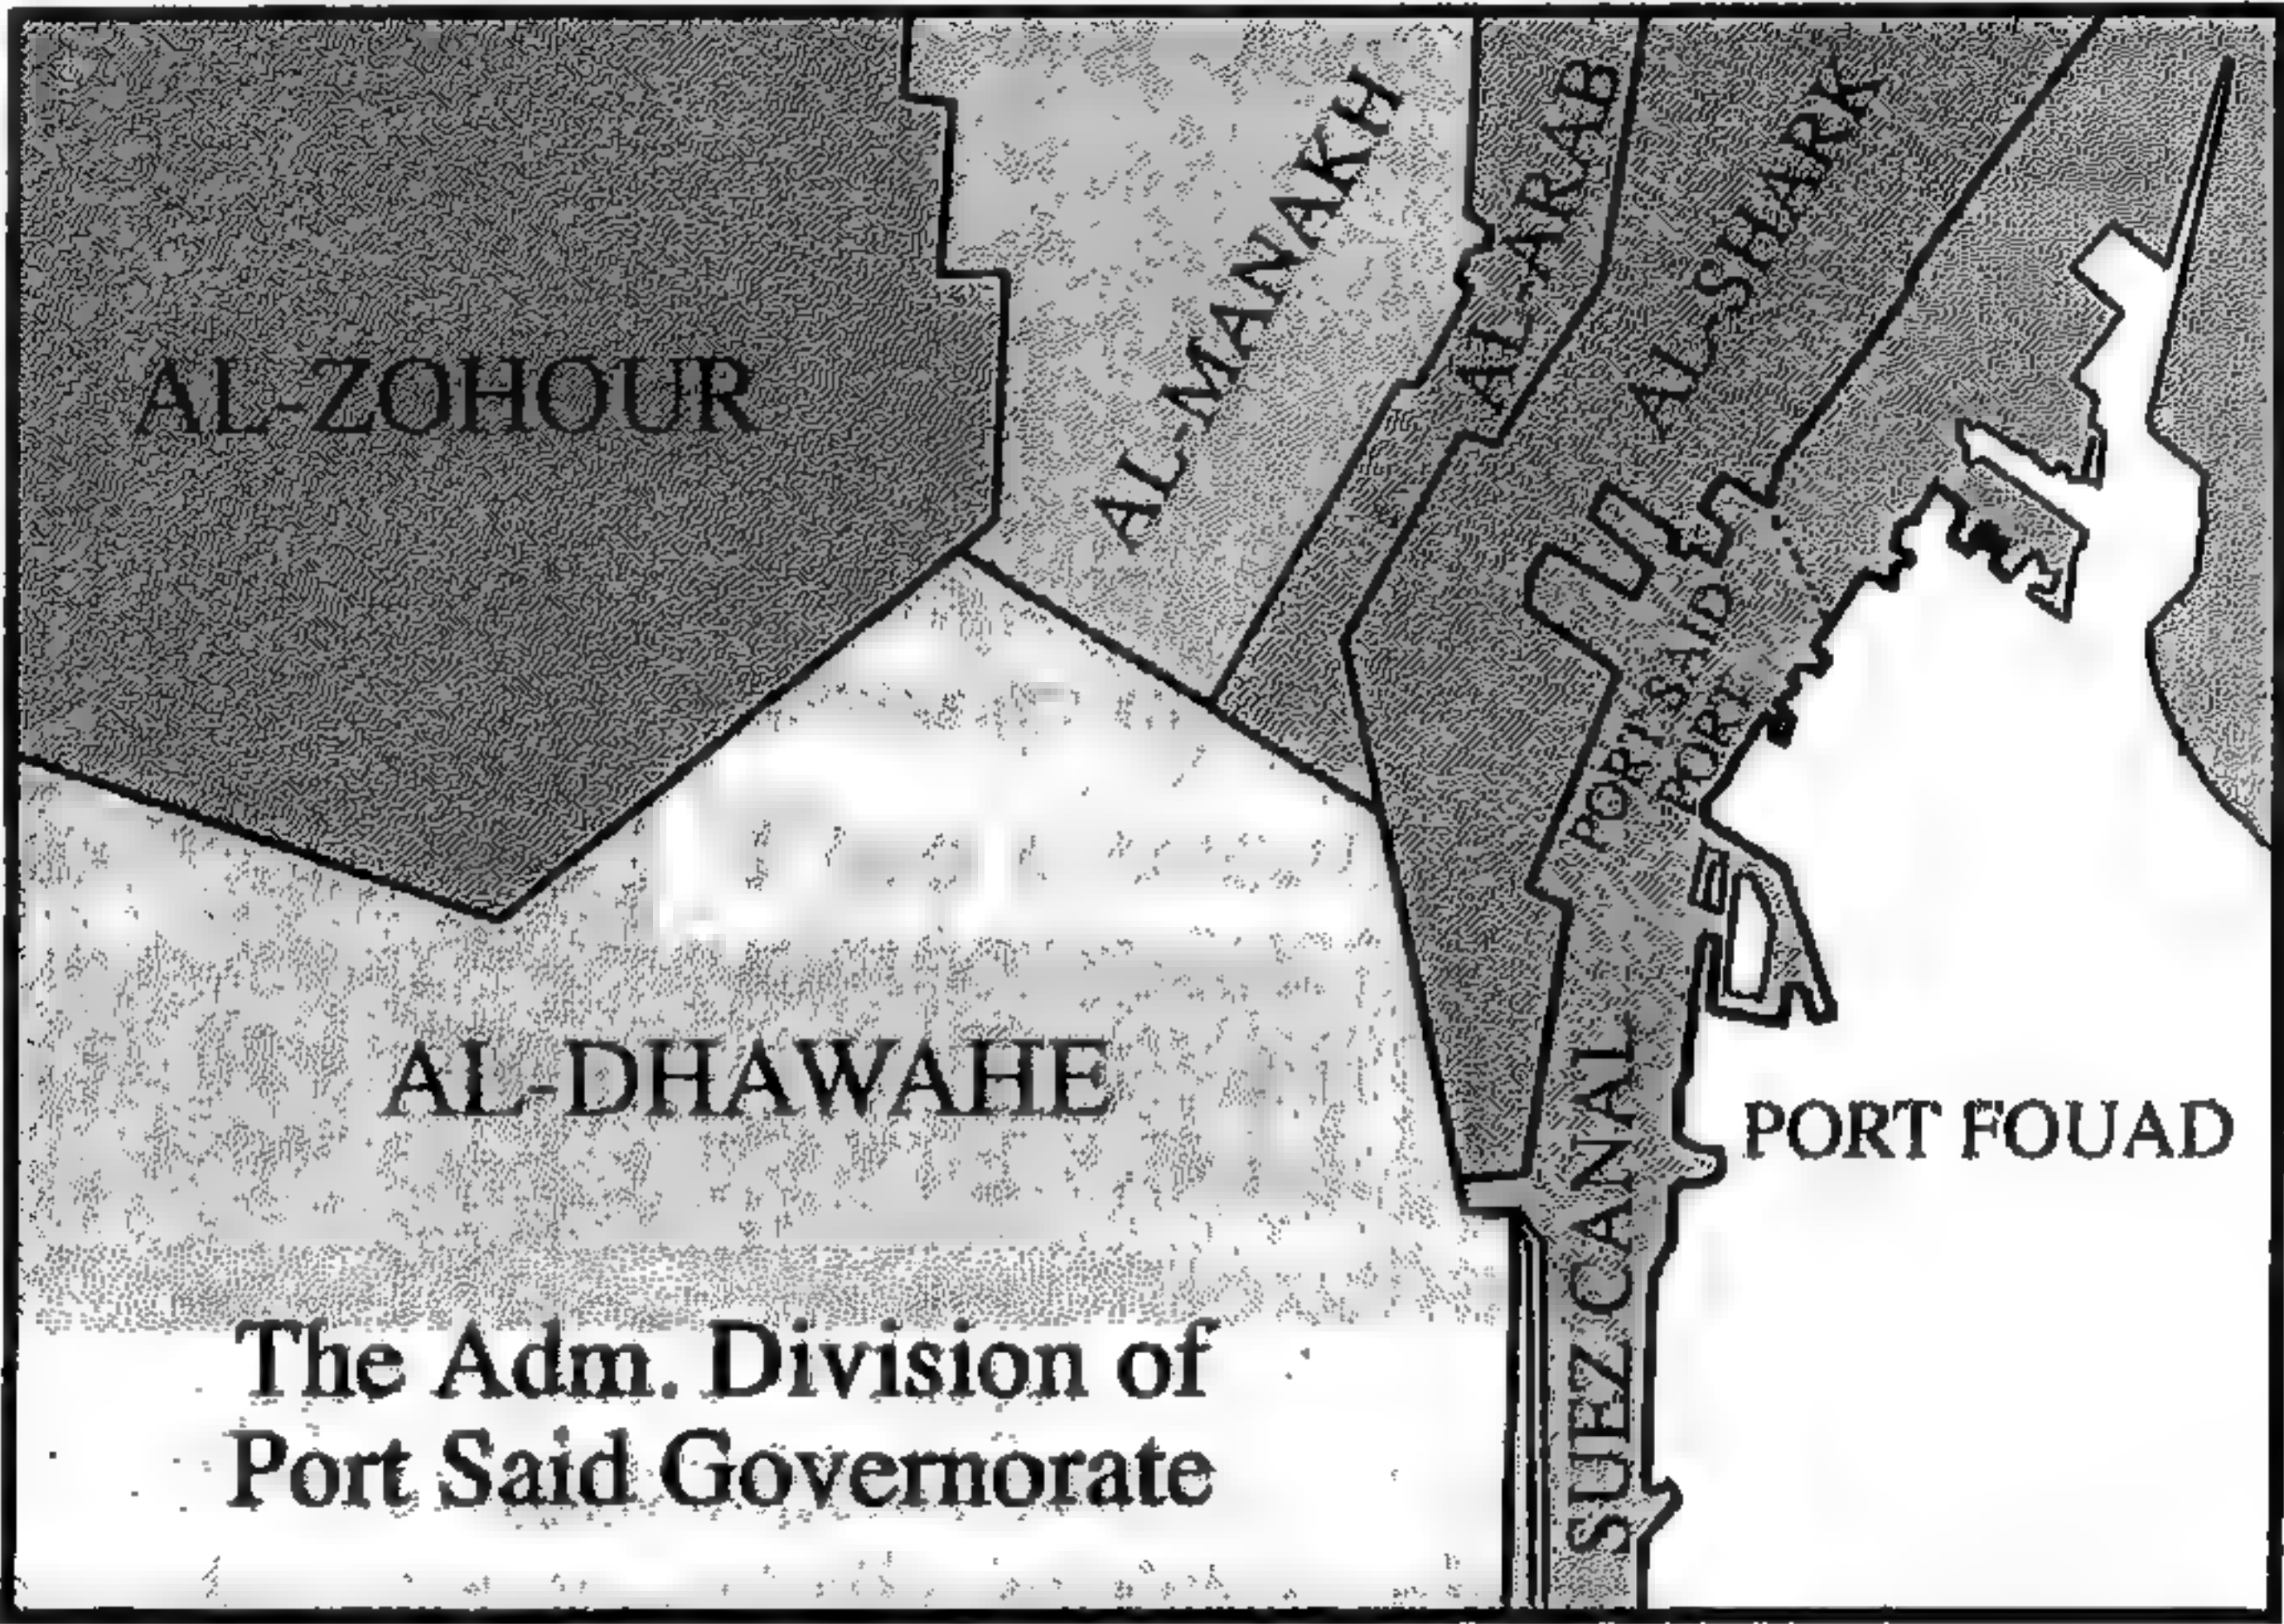 AL-ZOHOUR
AL-MANAKH
AL-ARAB
AL-SHARK
PORT SAID
PORT
AL-DHAWAHE
SUEZ CANAL
PORT FOUAD
The Adm. Division of
Port Said Governorate